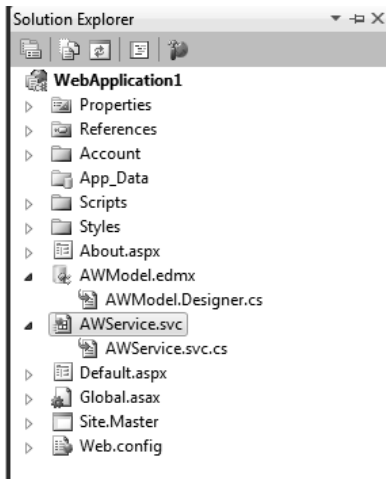 Solution Explorer
WebApplication1
Properties
References
Account
App_Data
Scripts
Styles
About.aspx
AWModel.edmx
AWModel.Designer.cs
AWService.svc
AWService.svc.cs
Default.aspx
Global.asax
Site.Master
Web.config